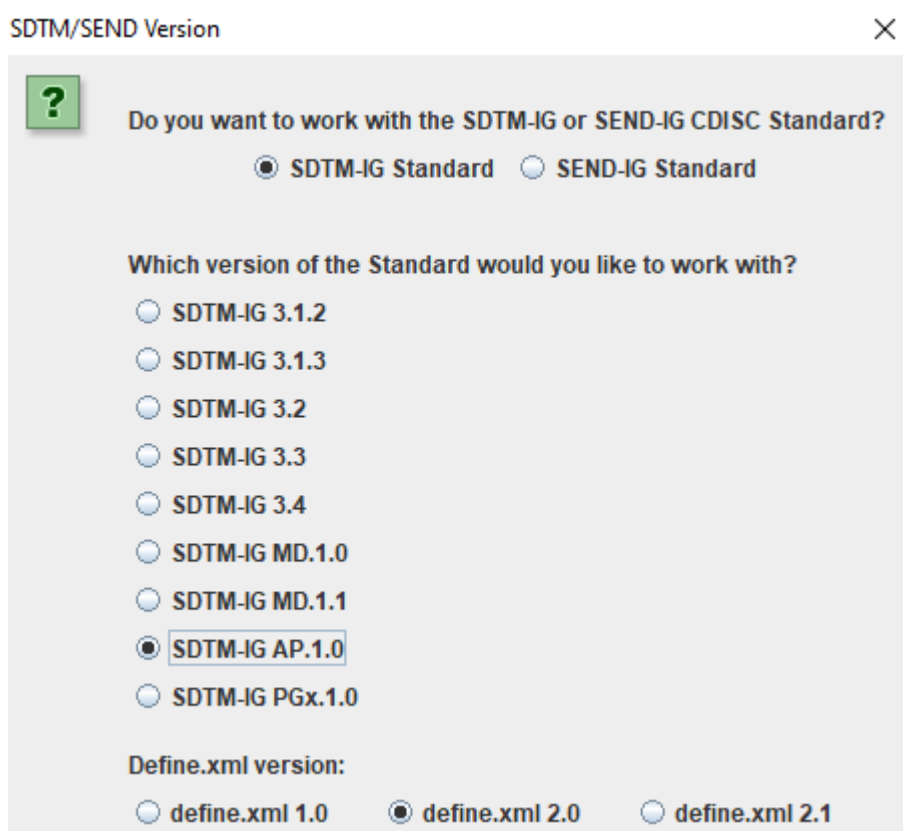 SDTM/SEND Version
?
Do you want to work with the SDTM-IG or SEND-IG CDISC Standard?
SDTM-IG Standard SEND-IG Standard
Which version of the Standard would you like to work with?
SDTM-IG 3.1.2
SDTM-IG 3.1.3
SDTM-IG 3.2
SDTM-IG 3.3
SDTM-IG 3.4
SDTM-IG MD.1.0
SDTM-IG MD.1.1
SDTM-IG AP.1.0
SDTM-IG PGx.1.0
Define.xml version:
define.xml 1.0 define.xml 2.0 define.xml 2.1